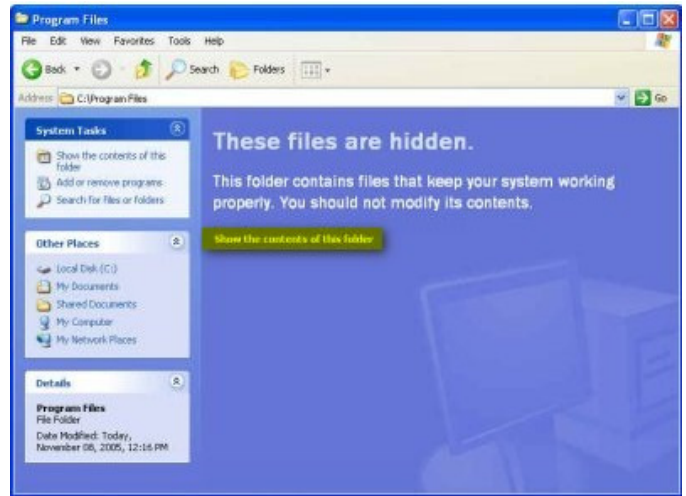 Program Files
File Edit View Favorites Tools Help
Back Search Folders
Address C:\Program Files Go
System Tasks
Show the contents of this
folder
Add or remove programs
Search for files or folders
Other Places
Local Disk (C:)
My Documents
Shared Documents
My Computer
My Network Places
Details
Program Files
File Folder
Date Modified: Today,
November 08, 2005, 12:16 PM
These files are hidden.
This folder contains files that keep your system working
properly. You should not modify its contents.
Show the contents of this folder